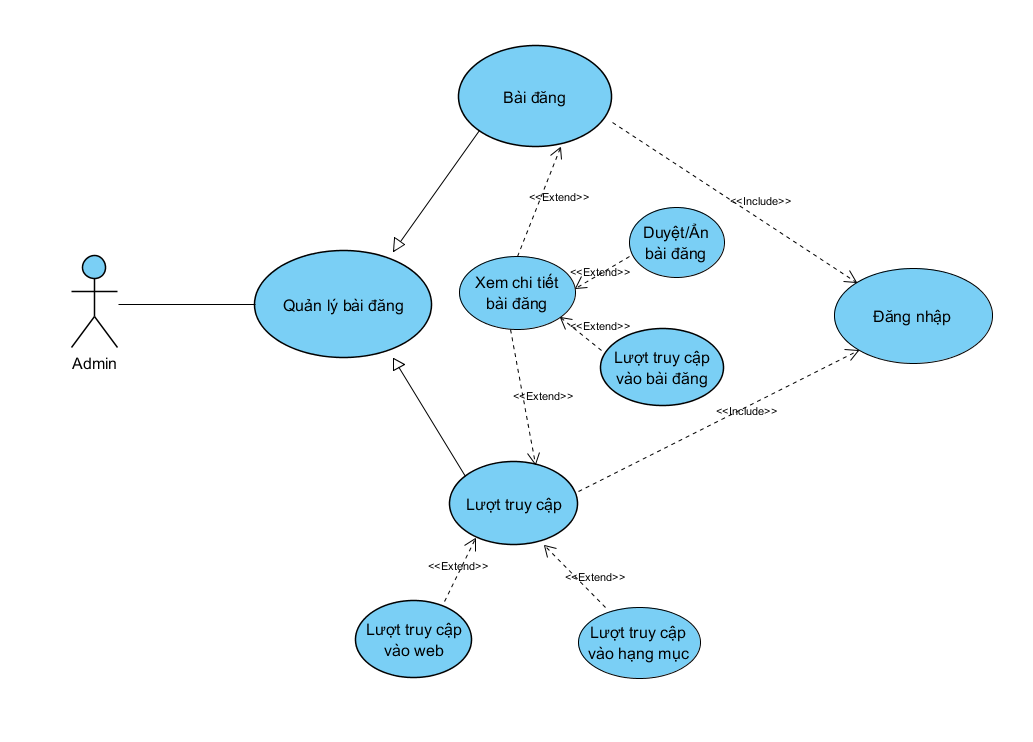 Bài đăng
<<Extend>>
<<Include>>
Duyệt/Ẩn
bài đăng
Xem chi tiết
bài đăng
<<Extend>>
Quản lý bài đăng
Đăng nhập
<<Extend>>
Admin
Lượt truy cập
vào bài đăng
<<Extend>>
<<Include>>
Lượt truy cập
<<Extend>>
<<Extend>>
Lượt truy cập
vào web
Lượt truy cập
vào hạng mục